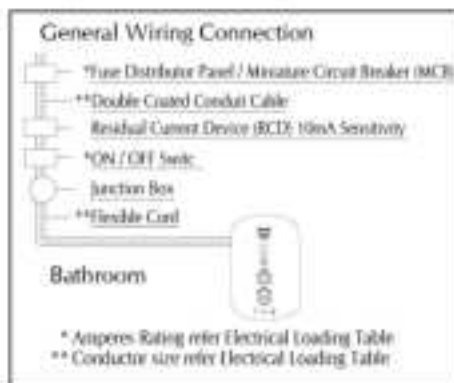 General Wiring Connection
*Fuse Distributor Panel / Miniature Circuit Breaker (MCB)
**Double Coated Conduit Cable
Residual Current Device (RCD) 10mA Sensitivity
*ON / OFF Switc
Junction Box
**Flexible Cord
Bathroom
* Amperes Rating refer Electrical Loading Table
** Conductor size refer Electrical Loading Table